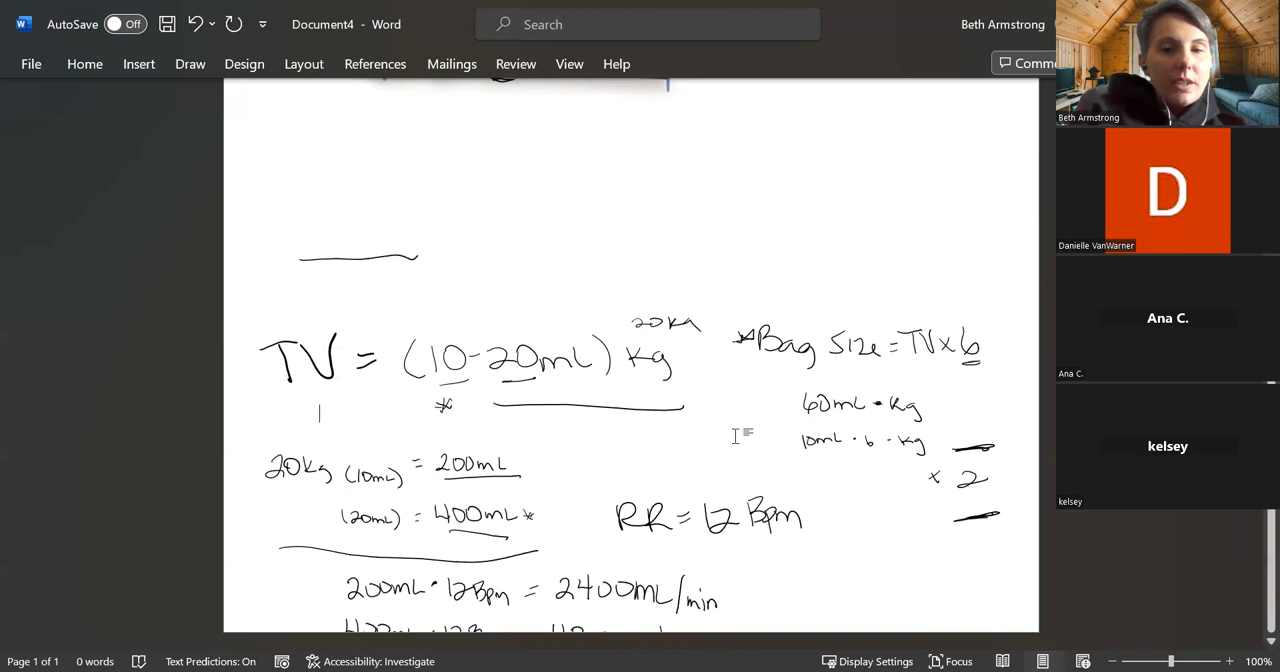 AutoSave Off Document4 - Word Search Beth Armstrong
File Home Insert Draw Design Layout References Mailings Review View Help Comme
Beth Armstrong
D
Danielle VanWarner
Ana C.
Ana C.
kelsey
kelsey
20kg
TV = (10-20mL) kg
*Bag Size = TV x 6
*
60mL • Kg
10mL • 6 • Kg
x 2
20Kg (10mL) = 200mL
(20mL) = 400mL *
RR = 12 Bpm
200mL • 12Bpm = 2400mL/min
Page 1 of 1 0 words Text Predictions: On Accessibility: Investigate Display Settings Focus 100%